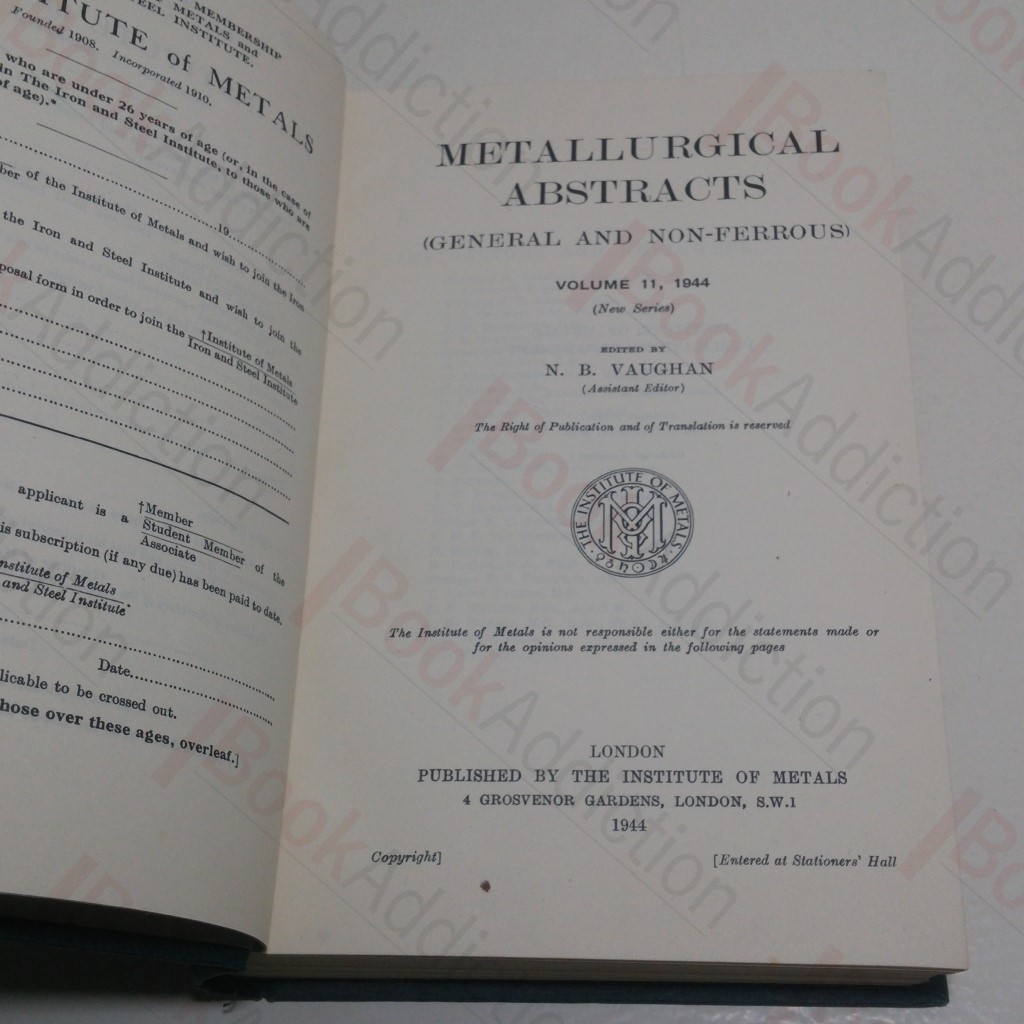 MEMBERSHIP
METALS and
STEEL INSTITUTE.
TITUTE of METALS
Founded 1908. Incorporated 1910.
who are under 26 years of age (or, in the case of
in The Iron and Steel Institute, to those who are
of age).*
19
ber of the Institute of Metals and wish to join the Iron
the Iron and Steel Institute and wish to join the
posal form in order to join the †Institute of Metals
Iron and Steel Institute
applicant is a †Member
Student Member of the
Associate
is subscription (if any due) has been paid to date.
nstitute of Metals
and Steel Institute*
Date
licable to be crossed out.
hose over these ages, overleaf.]
METALLURGICAL
ABSTRACTS
(GENERAL AND NON-FERROUS)
VOLUME 11, 1944
(New Series)
EDITED BY
N. B. VAUGHAN
(Assistant Editor)
The Right of Publication and of Translation is reserved
THE INSTITUTE OF METALS
The Institute of Metals is not responsible either for the statements made or
for the opinions expressed in the following pages
LONDON
PUBLISHED BY THE INSTITUTE OF METALS
4 GROSVENOR GARDENS, LONDON, S.W.1
1944
Copyright]
[Entered at Stationers' Hall
BookAddiction